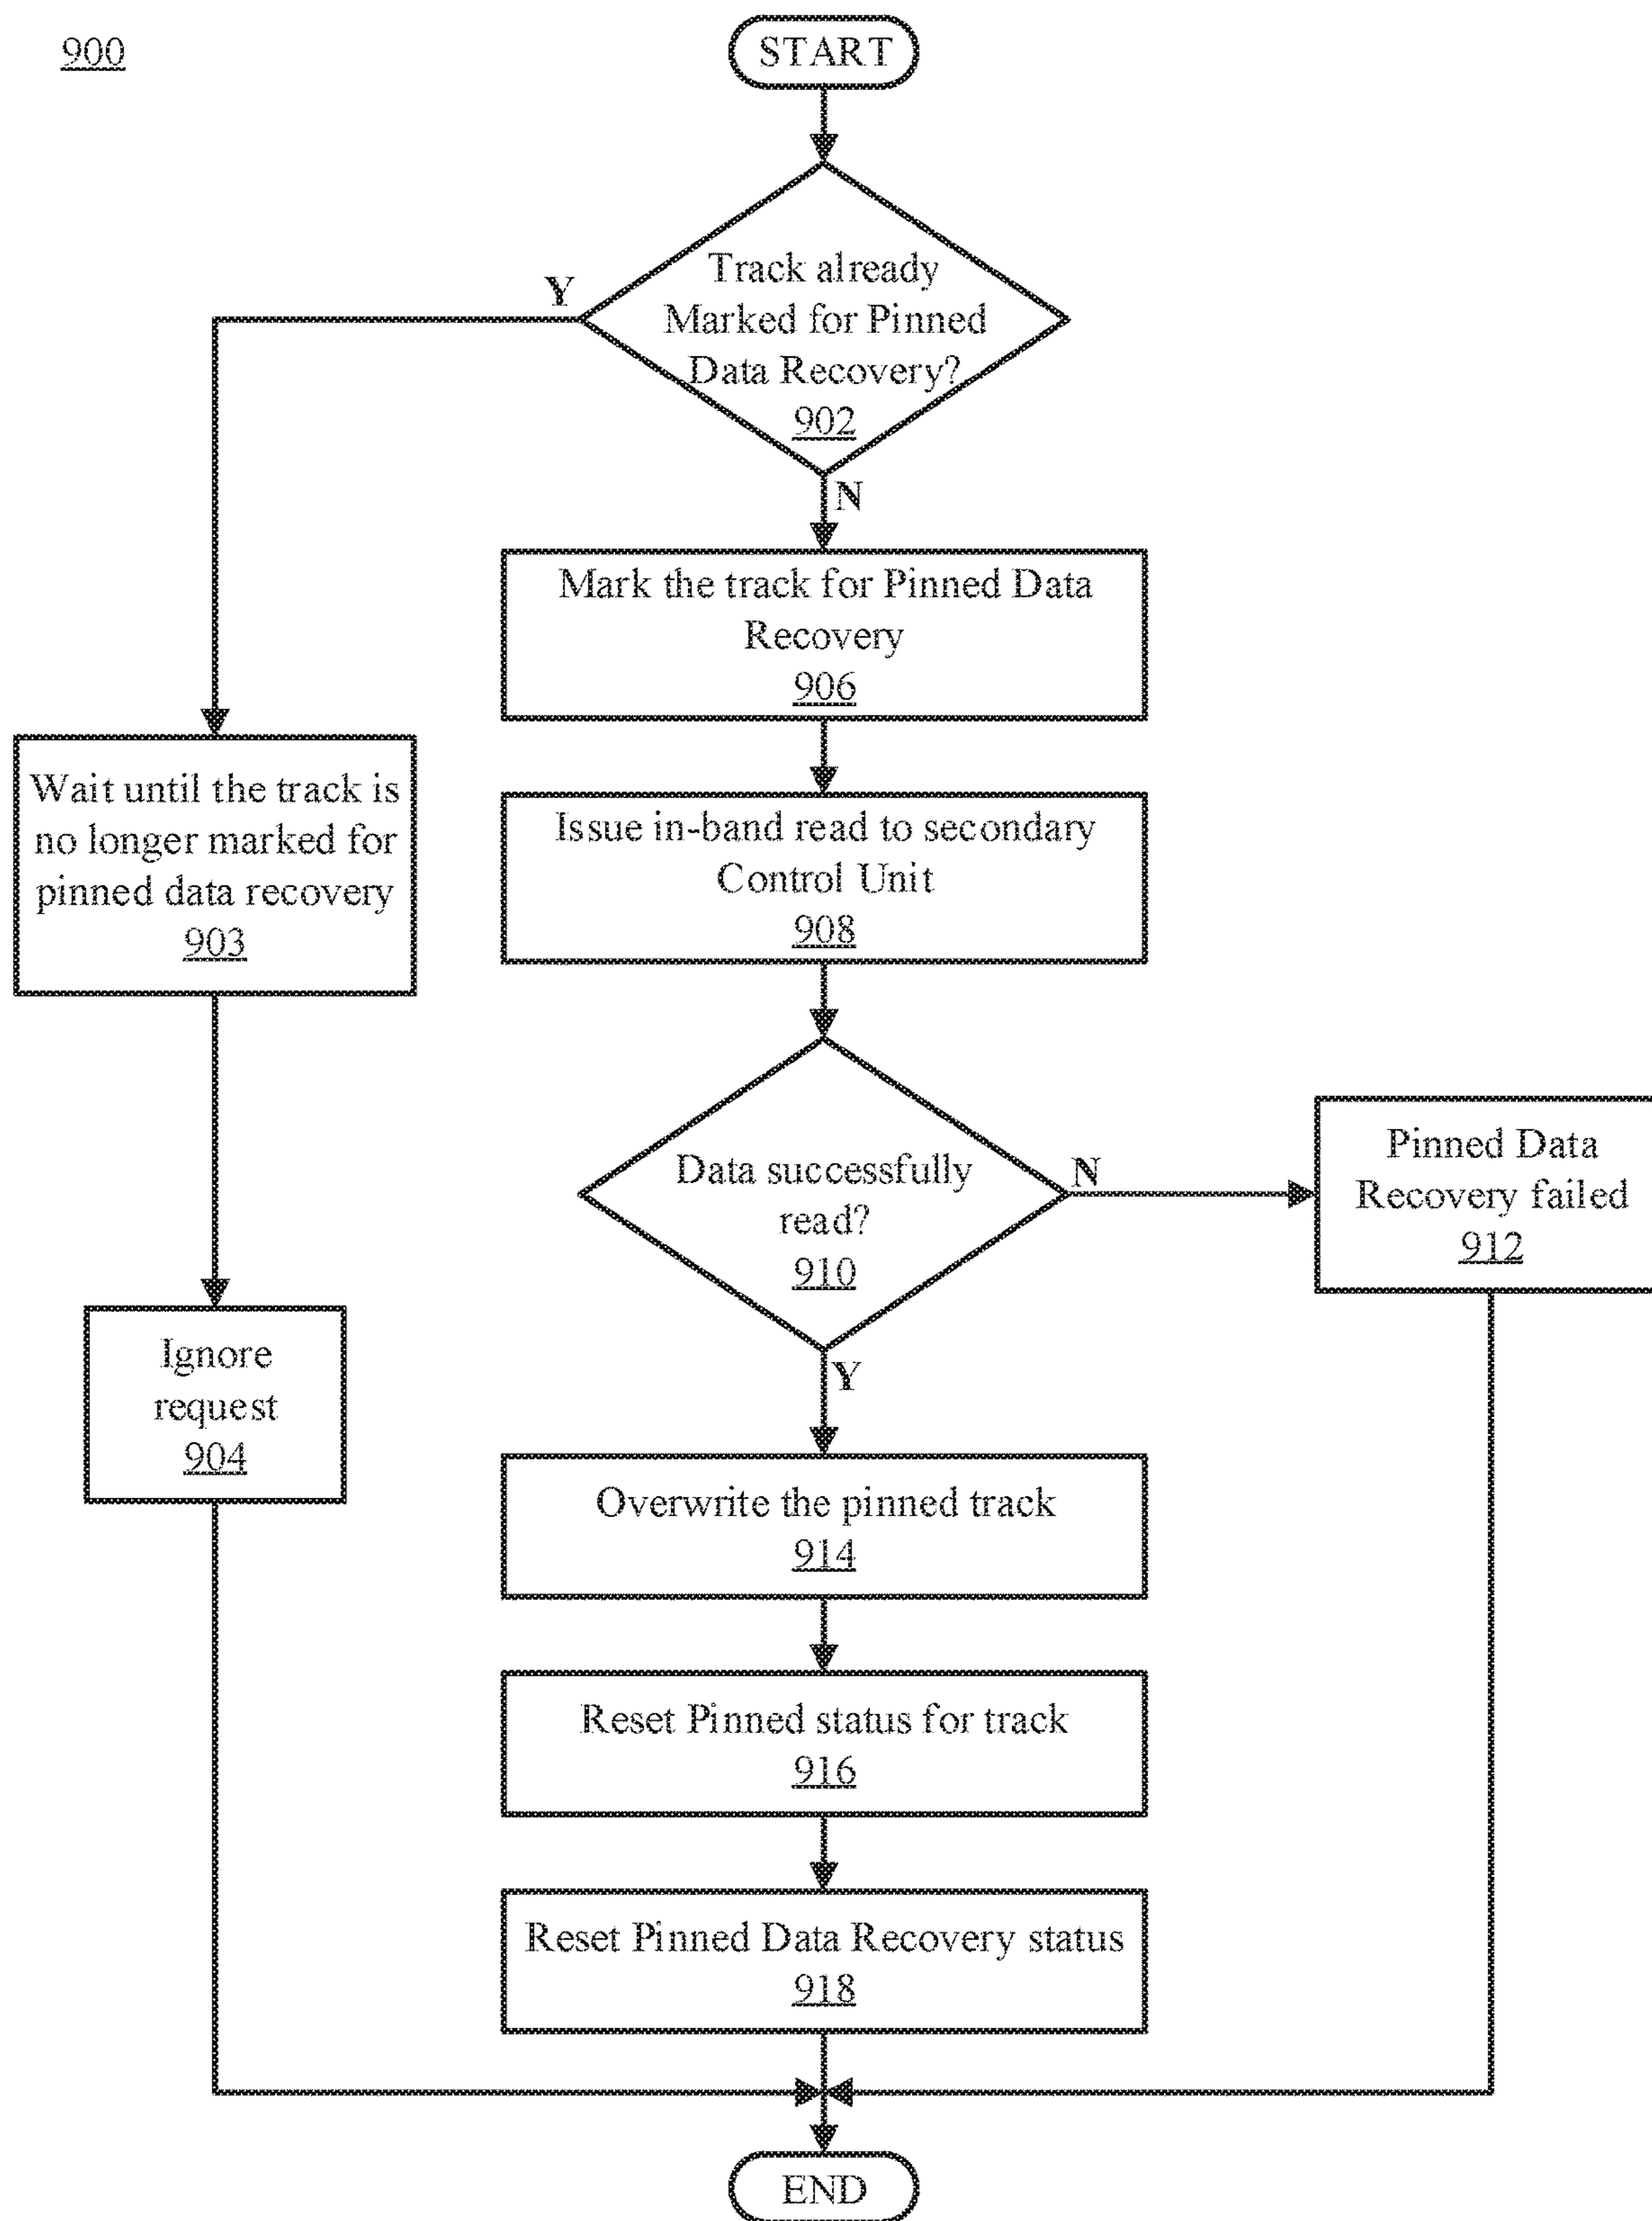 900
START
Track already
Marked for Pinned
Data Recovery?
902
Y
N
Mark the track for Pinned Data
Recovery
906
Wait until the track is
no longer marked for
pinned data recovery
903
Issue in-band read to secondary
Control Unit
908
Data successfully
read?
910
N
Pinned Data
Recovery failed
912
Y
Ignore
request
904
Overwrite the pinned track
914
Reset Pinned status for track
916
Reset Pinned Data Recovery status
918
END